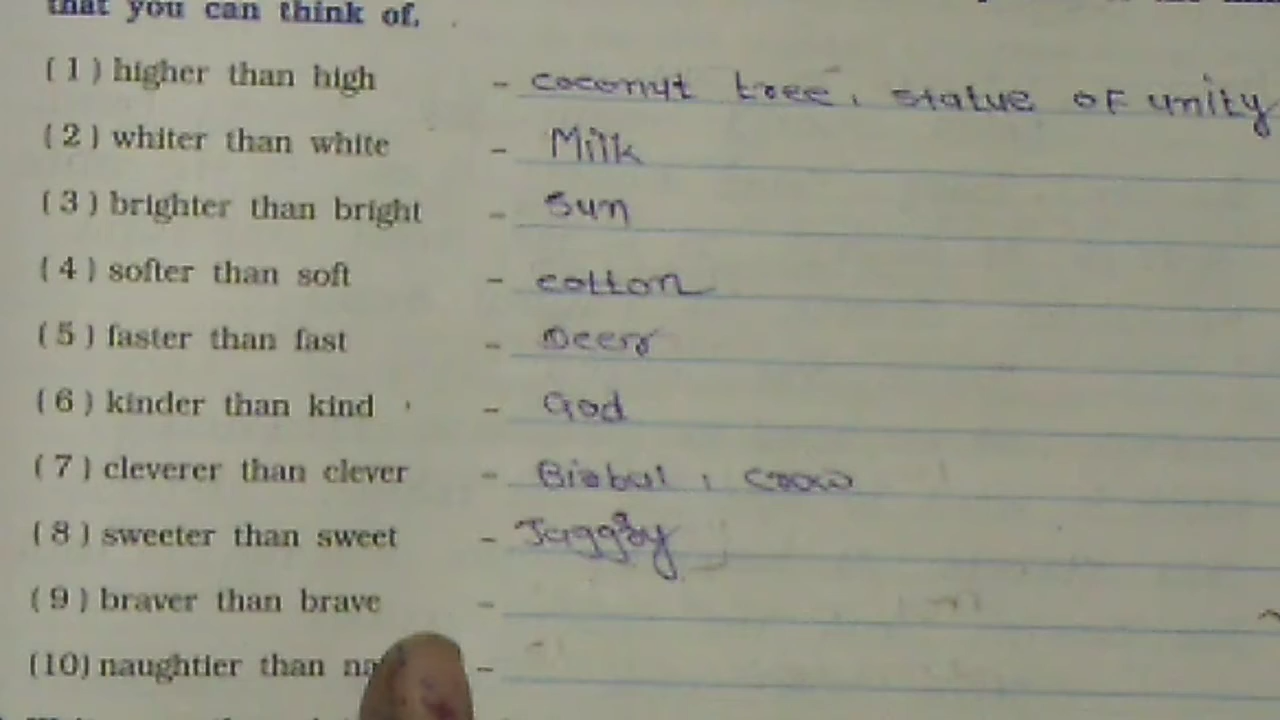 that you can think of.
( 1 ) higher than high - coconut tree, statue of unity
( 2 ) whiter than white - Milk
( 3 ) brighter than bright - Sun
( 4 ) softer than soft - cotton
( 5 ) faster than fast - Deer
( 6 ) kinder than kind - God
( 7 ) cleverer than clever - Birbal, crow
( 8 ) sweeter than sweet - Jaggry
( 9 ) braver than brave -
(10) naughtier than na -